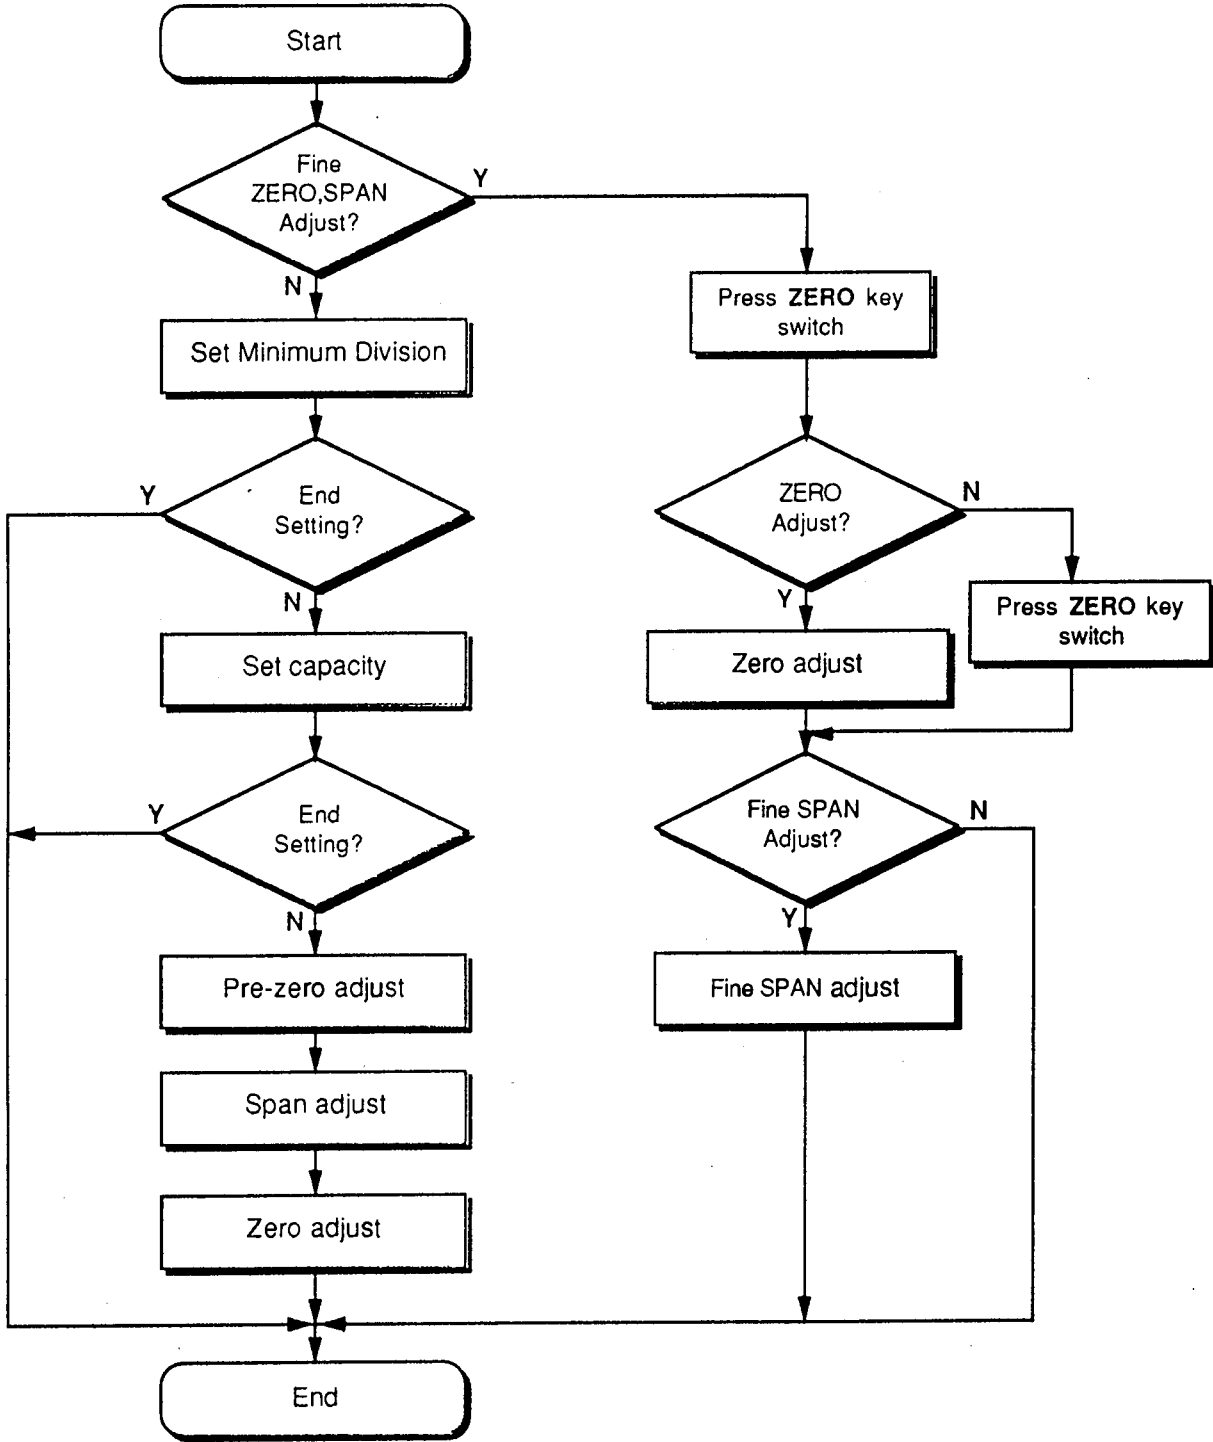 Start
Fine
ZERO,SPAN
Adjust?
Y
N
Press ZERO key
switch
Set Minimum Division
Y
End
Setting?
N
ZERO
Adjust?
N
Y
Press ZERO key
switch
Set capacity
Zero adjust
Y
End
Setting?
N
Fine SPAN
Adjust?
N
Y
Pre-zero adjust
Fine SPAN adjust
Span adjust
Zero adjust
End